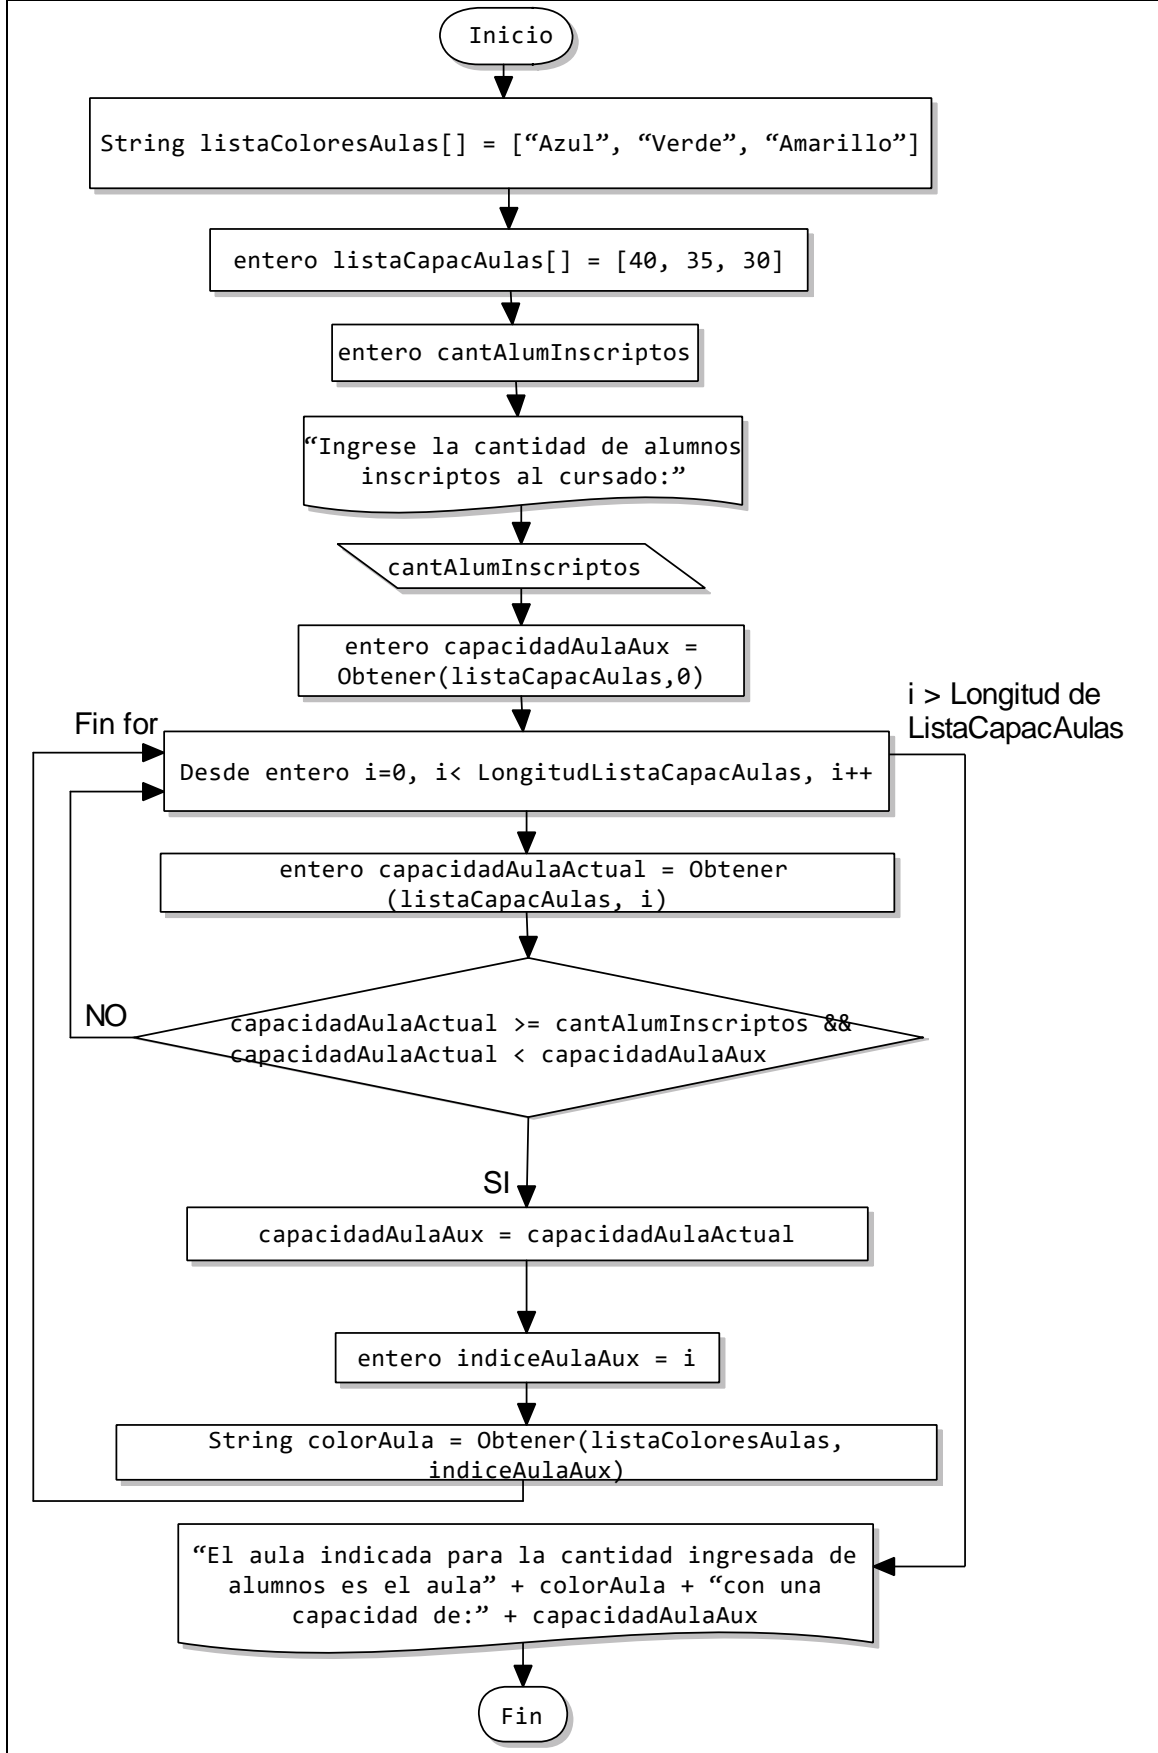 Inicio
String listaColoresAulas[] = [“Azul”, “Verde”, “Amarillo”]
entero listaCapacAulas[] = [40, 35, 30]
entero cantAlumInscriptos
“Ingrese la cantidad de alumnos
inscriptos al cursado:”
cantAlumInscriptos
entero capacidadAulaAux =
Obtener(listaCapacAulas,0)
i > Longitud de
ListaCapacAulas
Fin for
Desde entero i=0, i< LongitudListaCapacAulas, i++
entero capacidadAulaActual = Obtener
(listaCapacAulas, i)
NO
capacidadAulaActual >= cantAlumInscriptos &&
capacidadAulaActual < capacidadAulaAux
SI
capacidadAulaAux = capacidadAulaActual
entero indiceAulaAux = i
String colorAula = Obtener(listaColoresAulas,
indiceAulaAux)
“El aula indicada para la cantidad ingresada de
alumnos es el aula” + colorAula + “con una
capacidad de:” + capacidadAulaAux
Fin